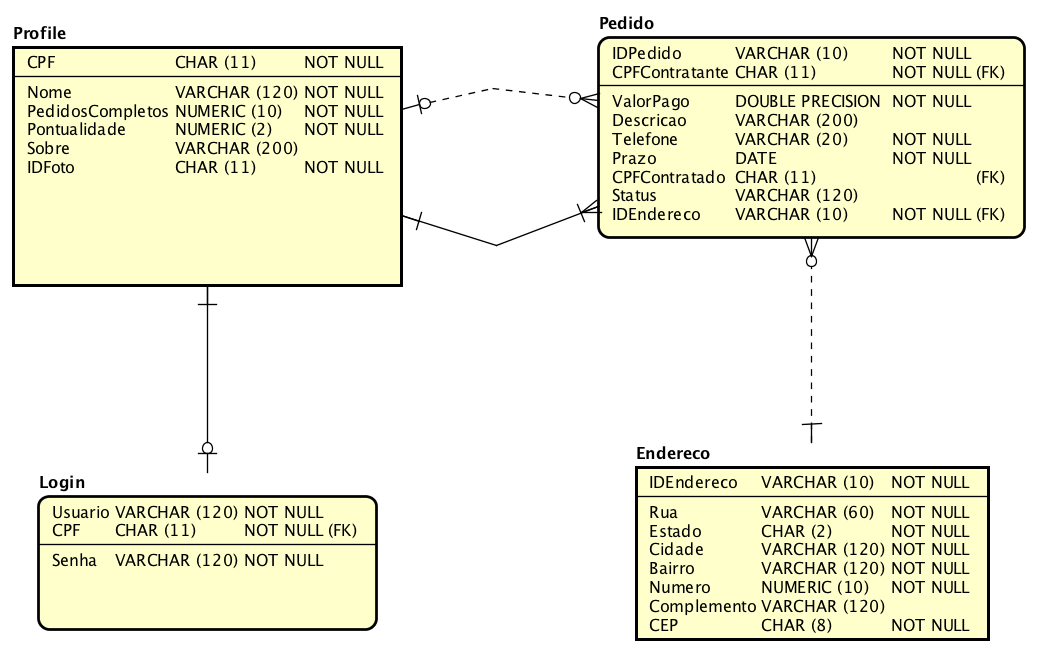 Profile
CPF CHAR (11) NOT NULL
Nome VARCHAR (120) NOT NULL
PedidosCompletos NUMERIC (10) NOT NULL
Pontualidade NUMERIC (2) NOT NULL
Sobre VARCHAR (200)
IDFoto CHAR (11) NOT NULL
Pedido
IDPedido VARCHAR (10) NOT NULL
CPFContratante CHAR (11) NOT NULL (FK)
ValorPago DOUBLE PRECISION NOT NULL
Descricao VARCHAR (200)
Telefone VARCHAR (20) NOT NULL
Prazo DATE NOT NULL
CPFContratado CHAR (11) (FK)
Status VARCHAR (120)
IDEndereco VARCHAR (10) NOT NULL (FK)
Login
Usuario VARCHAR (120) NOT NULL
CPF CHAR (11) NOT NULL (FK)
Senha VARCHAR (120) NOT NULL
Endereco
IDEndereco VARCHAR (10) NOT NULL
Rua VARCHAR (60) NOT NULL
Estado CHAR (2) NOT NULL
Cidade VARCHAR (120) NOT NULL
Bairro VARCHAR (120) NOT NULL
Numero NUMERIC (10) NOT NULL
Complemento VARCHAR (120)
CEP CHAR (8) NOT NULL